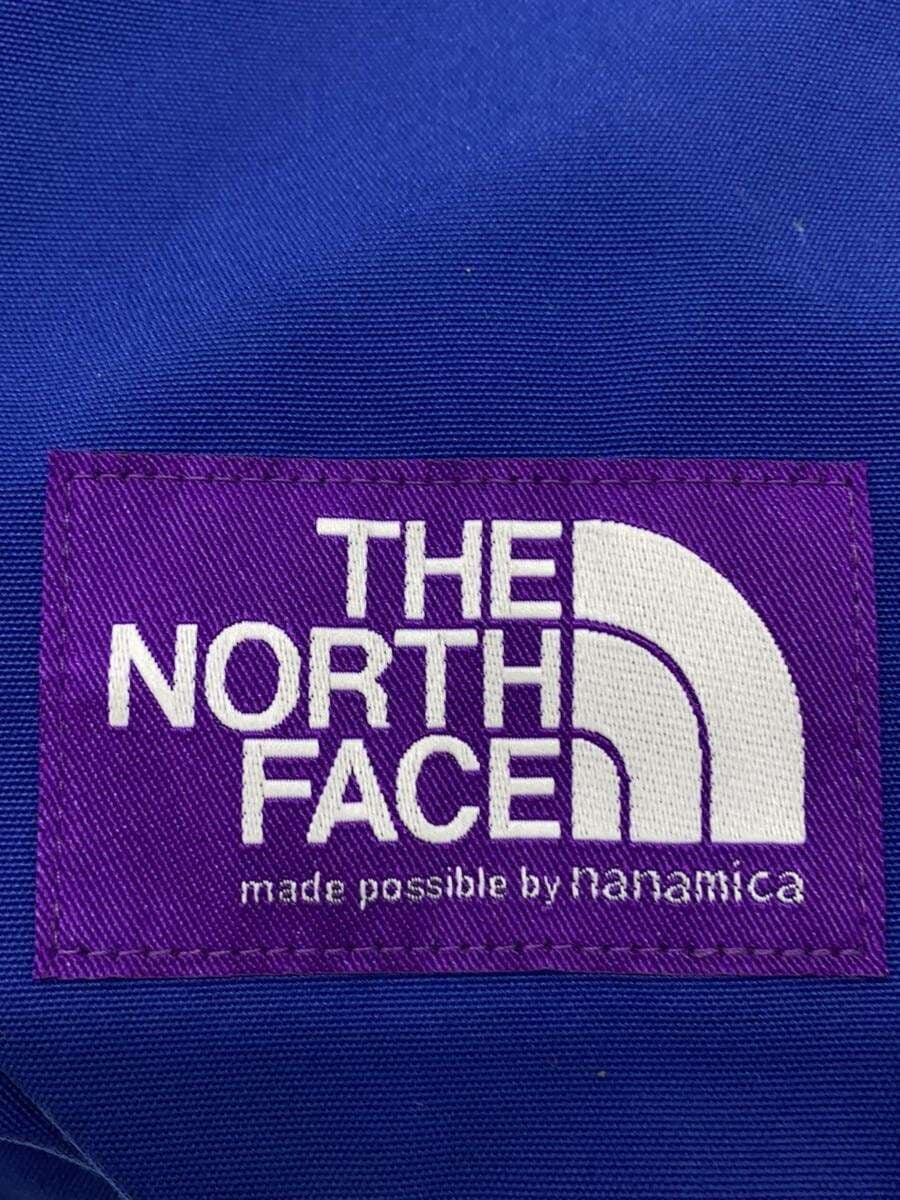 THE
NORTH
FACE
made possible by nanamica